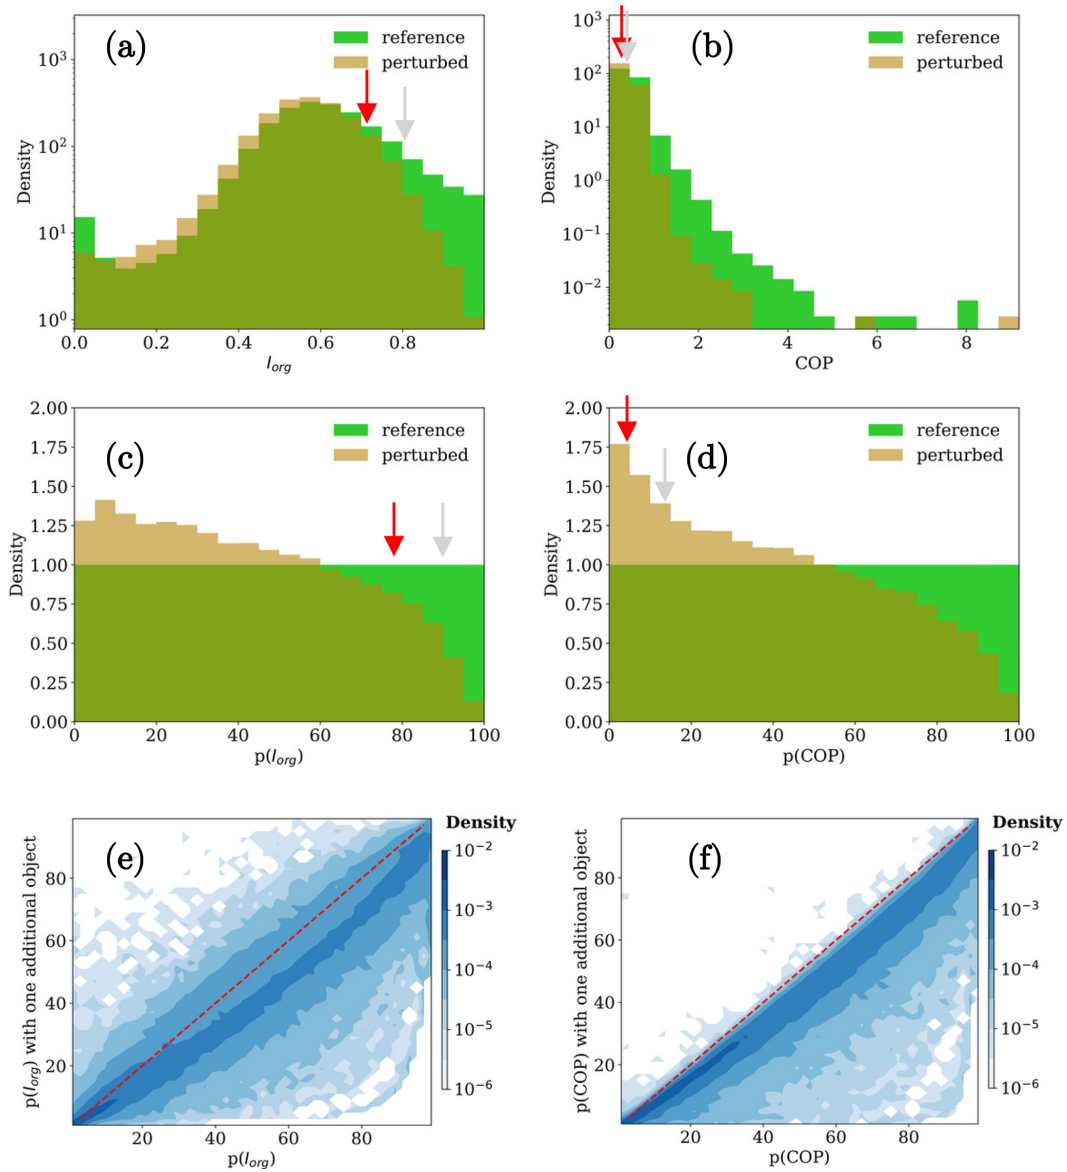 (a)
reference
perturbed
10³
10²
10¹
10⁰
Density
0.0 0.2 0.4 0.6 0.8
I_org
(b)
reference
perturbed
10³
10²
10¹
10⁰
10⁻¹
10⁻²
Density
0 2 4 6 8
COP
(c)
reference
perturbed
2.00
1.75
1.50
1.25
1.00
0.75
0.50
0.25
0.00
Density
0 20 40 60 80 100
p(I_org)
(d)
reference
perturbed
2.00
1.75
1.50
1.25
1.00
0.75
0.50
0.25
0.00
Density
0 20 40 60 80 100
p(COP)
(e)
p(I_org) with one additional object
80
60
40
20
20 40 60 80
p(I_org)
Density
10⁻²
10⁻³
10⁻⁴
10⁻⁵
10⁻⁶
(f)
p(COP) with one additional object
80
60
40
20
20 40 60 80
p(COP)
Density
10⁻²
10⁻³
10⁻⁴
10⁻⁵
10⁻⁶